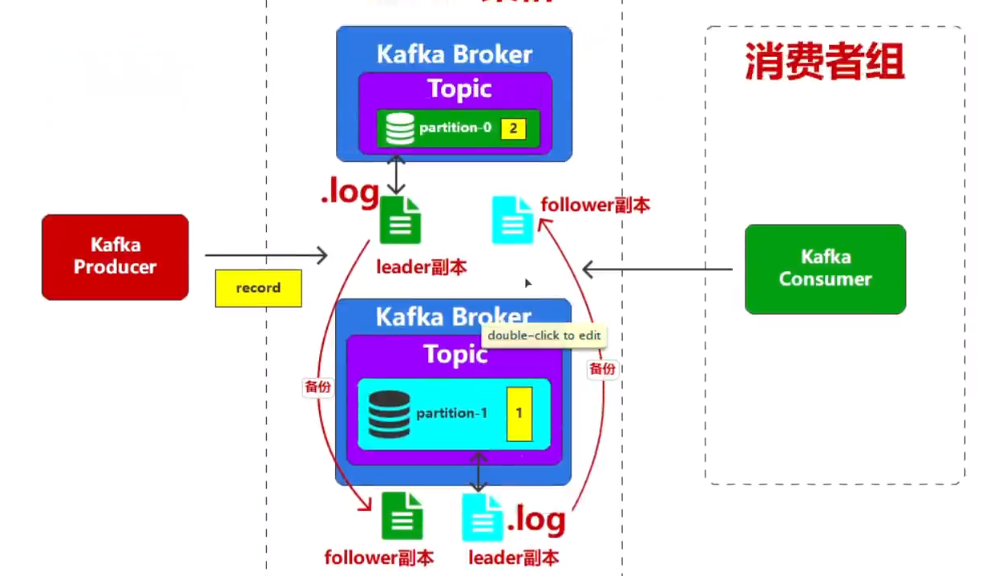 Kafka Broker
Topic
partition-0
2
消费者组
.log
follower副本
leader副本
Kafka
Producer
record
Kafka
Consumer
Kafka Broker
double-click to edit
Topic
备份
备份
partition-1
1
.log
follower副本
leader副本